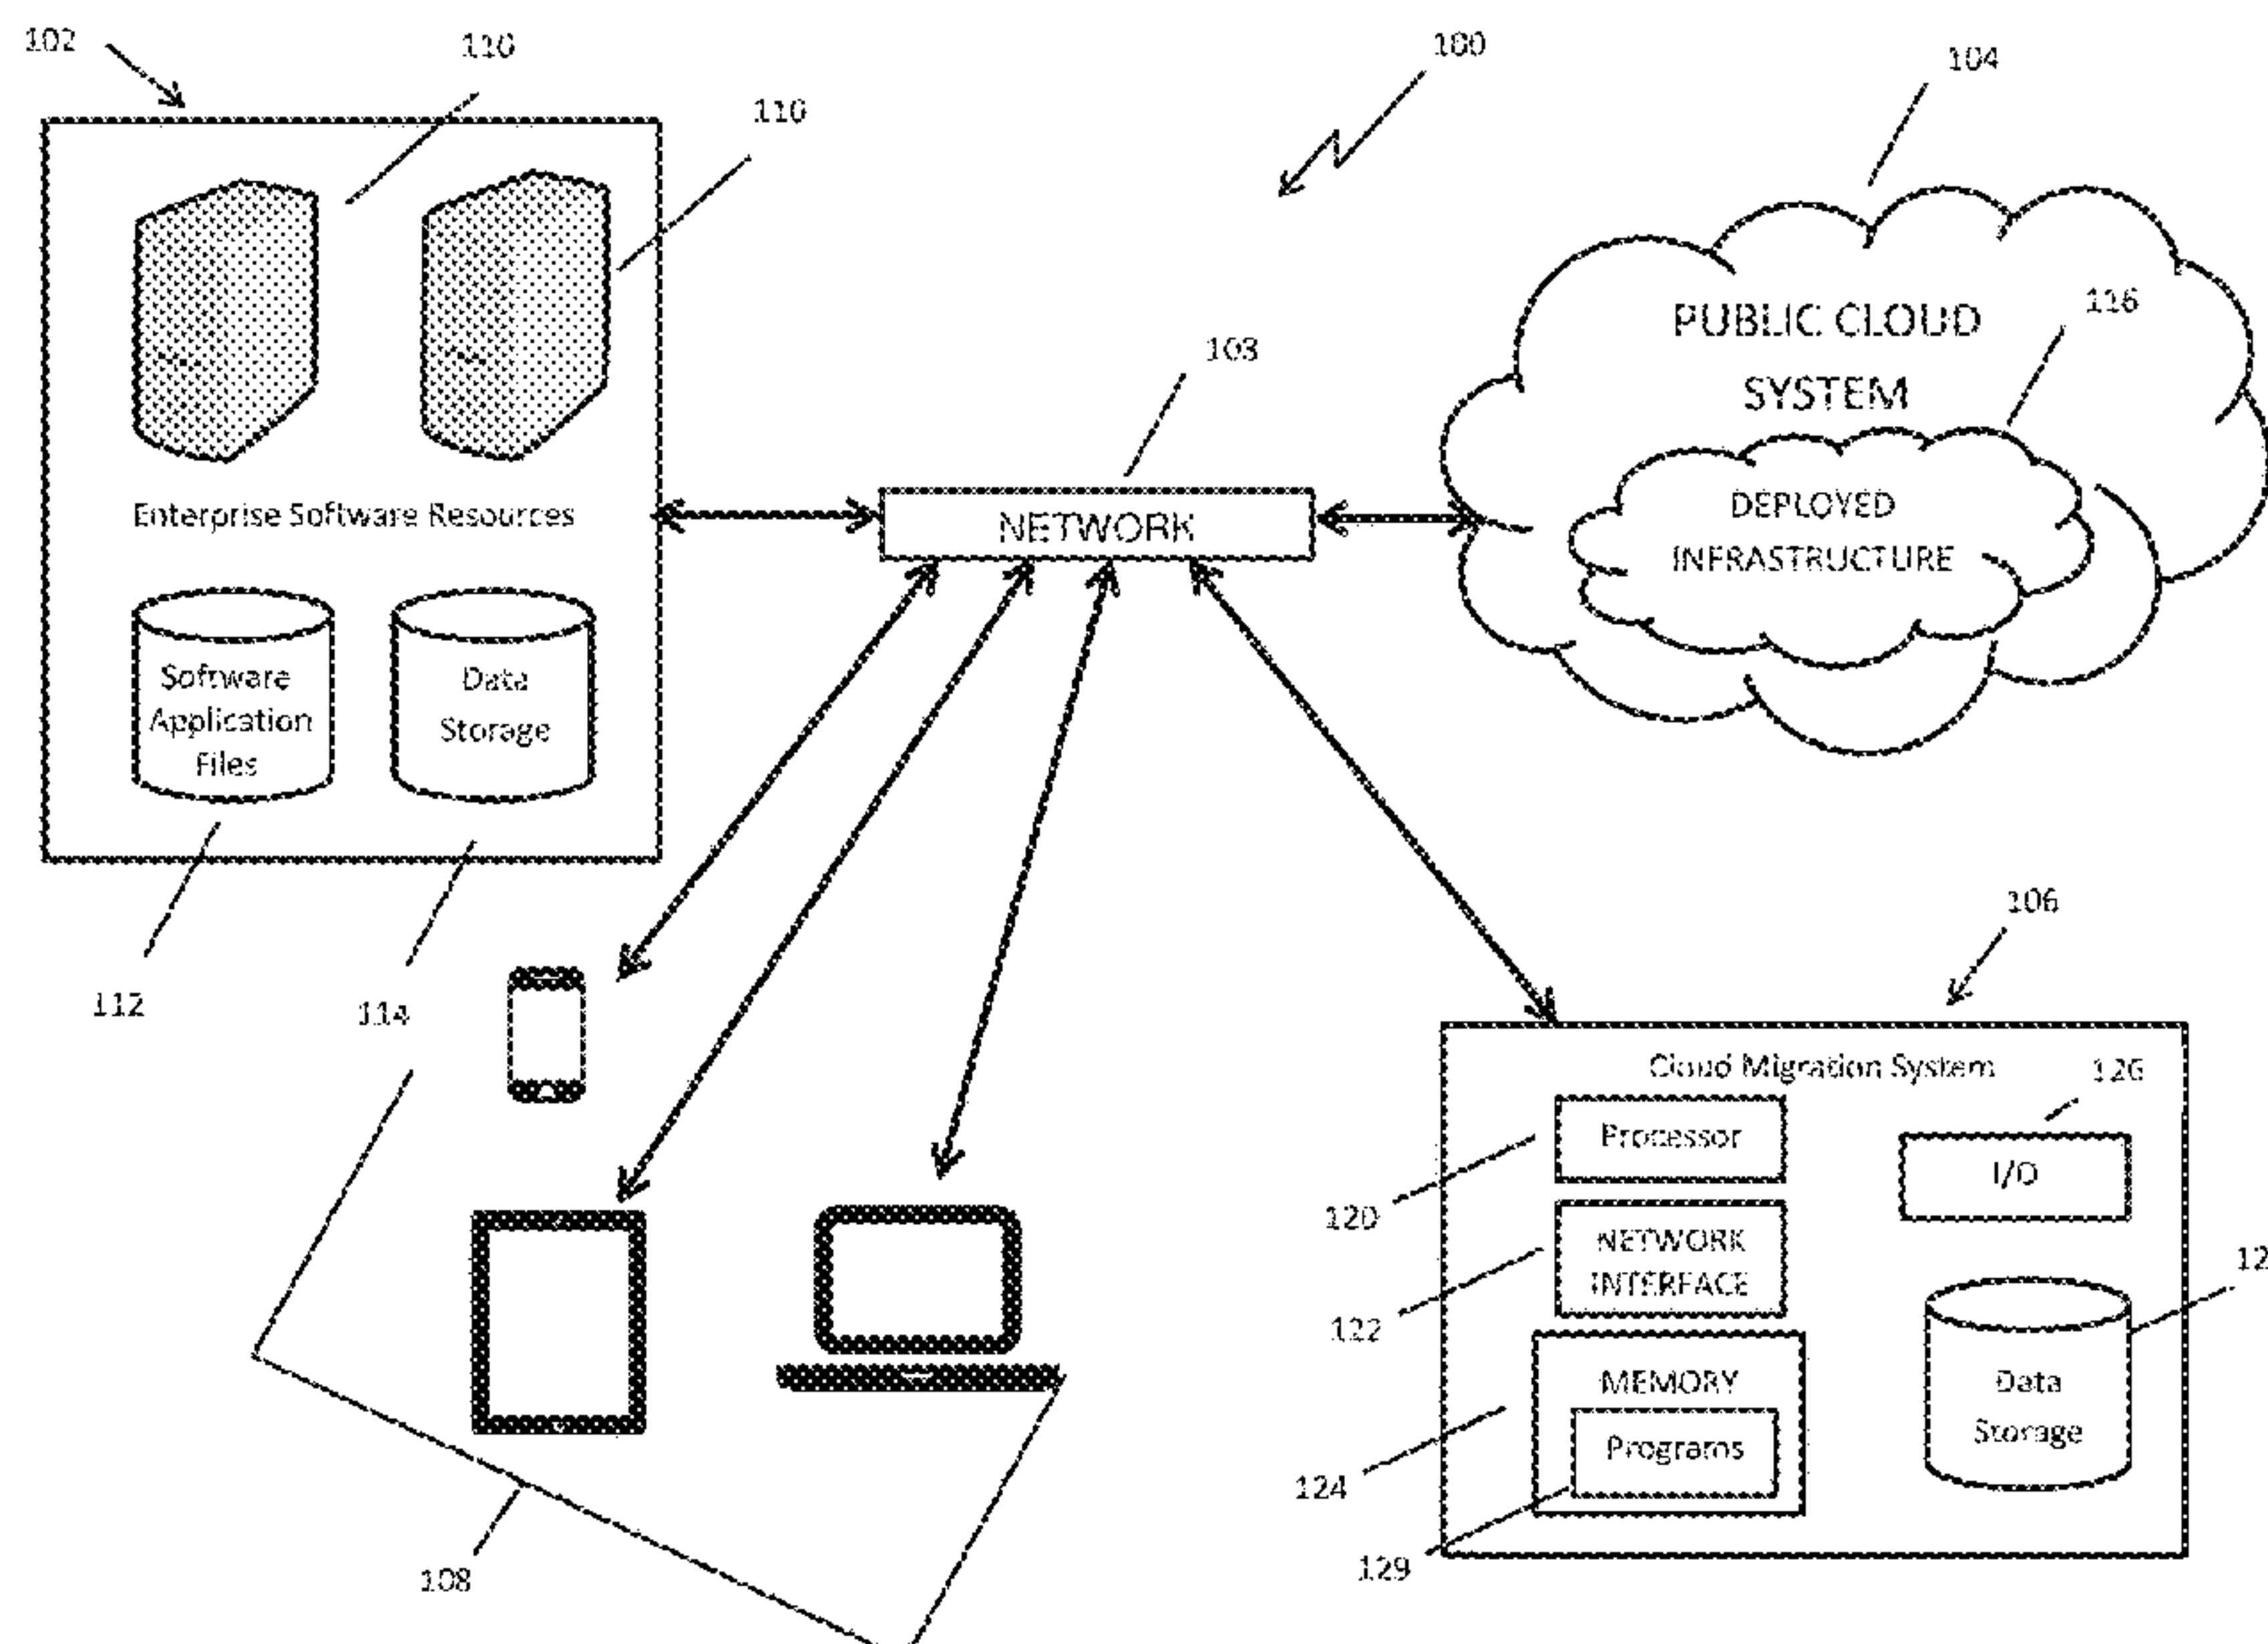 102
110
110
100
104
PUBLIC CLOUD
SYSTEM
116
103
DEPLOYED
INFRASTRUCTURE
NETWORK
Enterprise Software Resources
Software
Application
Files
Data
Storage
112
114
106
Cloud Migration System
126
Processor
I/O
120
NETWORK
INTERFACE
122
12
MEMORY
Programs
Data
Storage
124
129
108